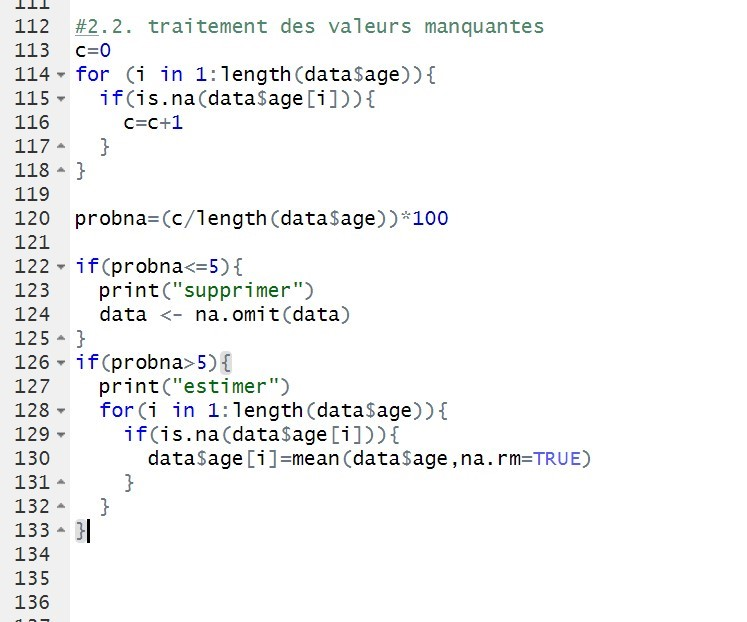 111
112 #2.2. traitement des valeurs manquantes
113 c=0
114 for (i in 1:length(data$age)){
115   if(is.na(data$age[i])){
116     c=c+1
117   }
118 }
119
120 probna=(c/length(data$age))*100
121
122 if(probna<=5){
123   print("supprimer")
124   data <- na.omit(data)
125 }
126 if(probna>5){
127   print("estimer")
128   for(i in 1:length(data$age)){
129     if(is.na(data$age[i])){
130       data$age[i]=mean(data$age,na.rm=TRUE)
131     }
132   }
133 }
134
135
136
137